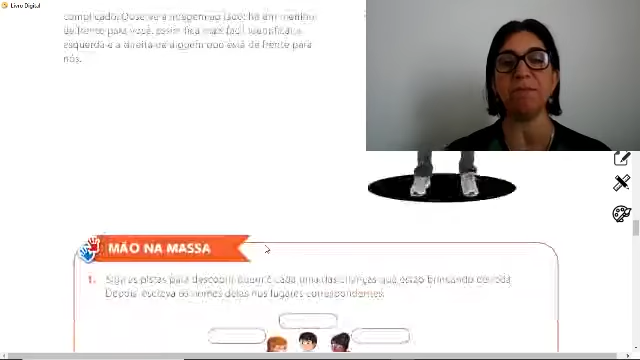 Livro Digital
complicado. Observe a imagem ao lado: há um menino
de frente para você, assim fica mais fácil identificar a
esquerda e a direita de alguém que está de frente para
nós.
MÃO NA MASSA
1. Siga as pistas para descobrir quem é cada uma das crianças que estão brincando de roda.
Depois, escreva os nomes delas nos lugares correspondentes.